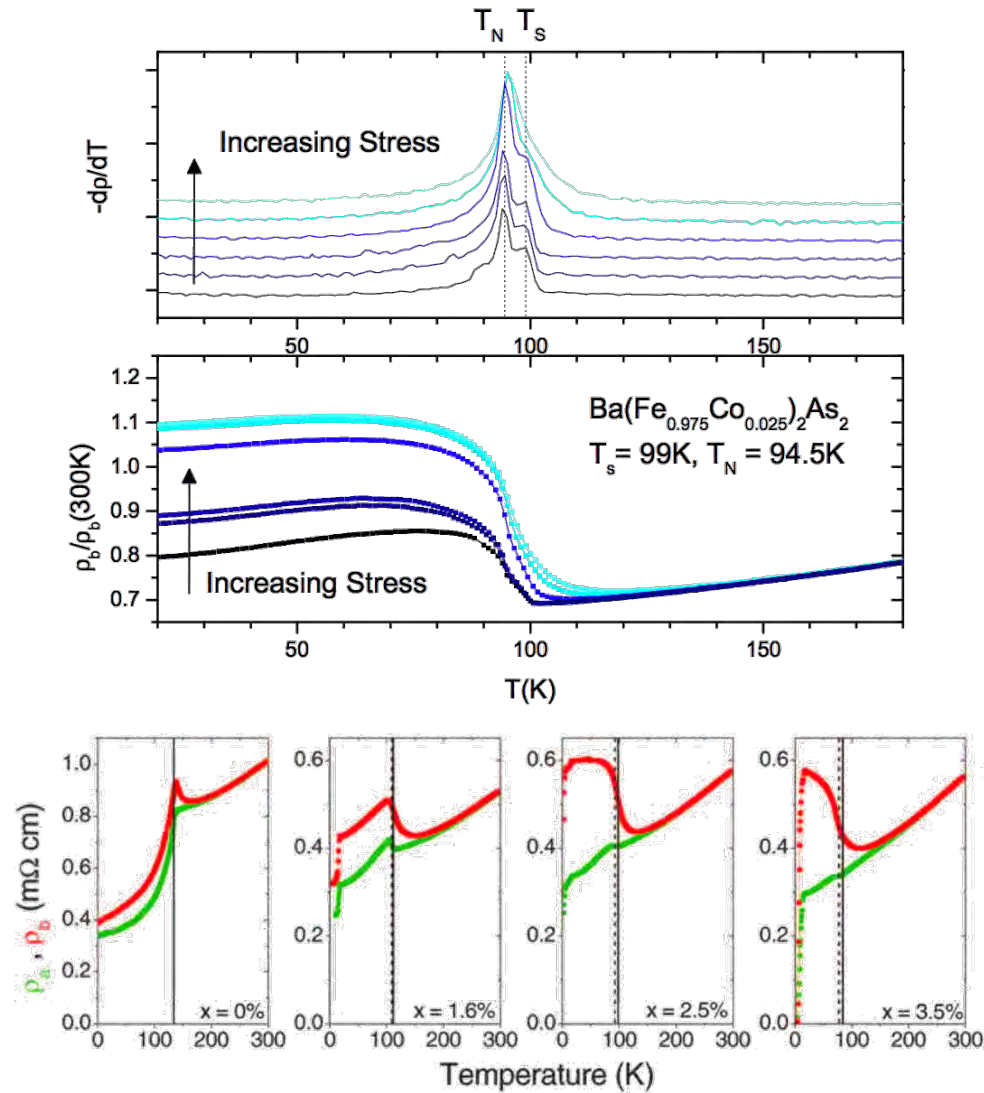 T_N T_S
Increasing Stress
-dρ/dT
50 100 150
1.2
1.1
1.0
0.9
0.8
0.7
ρ_b/ρ_b(300K)
Ba(Fe_0.975Co_0.025)_2As_2
T_s= 99K, T_N = 94.5K
Increasing Stress
50 100 150
T(K)
ρ_a , ρ_b (mΩ cm)
1.0
0.8
0.6
0.4
0.2
0.0
x = 0%
0 100 200 300
0.6
0.4
0.2
0.0
x = 1.6%
0 100 200 300
0.6
0.4
0.2
0.0
x = 2.5%
0 100 200 300
0.6
0.4
0.2
0.0
x = 3.5%
0 100 200 300
Temperature (K)